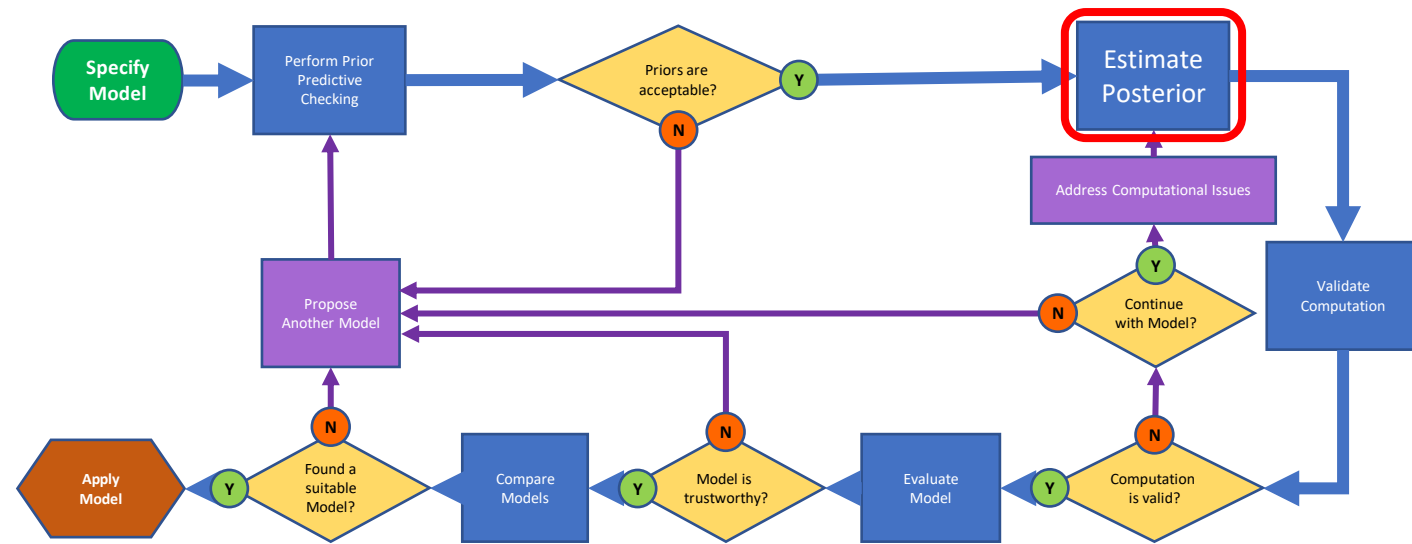 Specify
Model
Perform Prior
Predictive
Checking
Priors are
acceptable?
Y
N
Estimate
Posterior
Address Computational Issues
Y
Continue
with Model?
N
Validate
Computation
Propose
Another Model
N
Computation
is valid?
Y
Evaluate
Model
N
Model is
trustworthy?
Y
Compare
Models
N
Found a
suitable
Model?
Y
Apply
Model